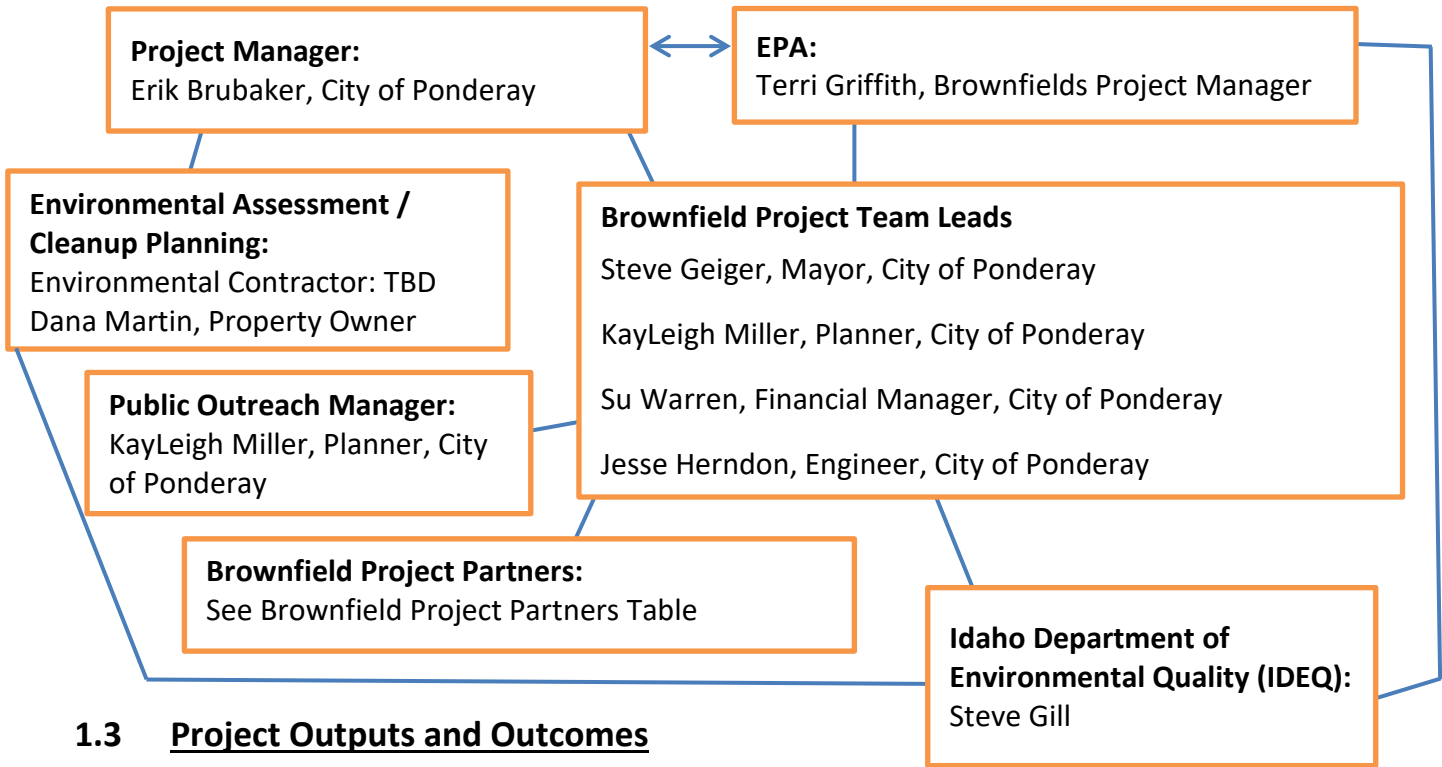 Project Manager:
Erik Brubaker, City of Ponderay
EPA:
Terri Griffith, Brownfields Project Manager
Environmental Assessment /
Cleanup Planning:
Environmental Contractor: TBD
Dana Martin, Property Owner
Brownfield Project Team Leads
Steve Geiger, Mayor, City of Ponderay
KayLeigh Miller, Planner, City of Ponderay
Su Warren, Financial Manager, City of Ponderay
Jesse Herndon, Engineer, City of Ponderay
Public Outreach Manager:
KayLeigh Miller, Planner, City
of Ponderay
Brownfield Project Partners:
See Brownfield Project Partners Table
Idaho Department of
Environmental Quality (IDEQ):
Steve Gill
1.3 Project Outputs and Outcomes